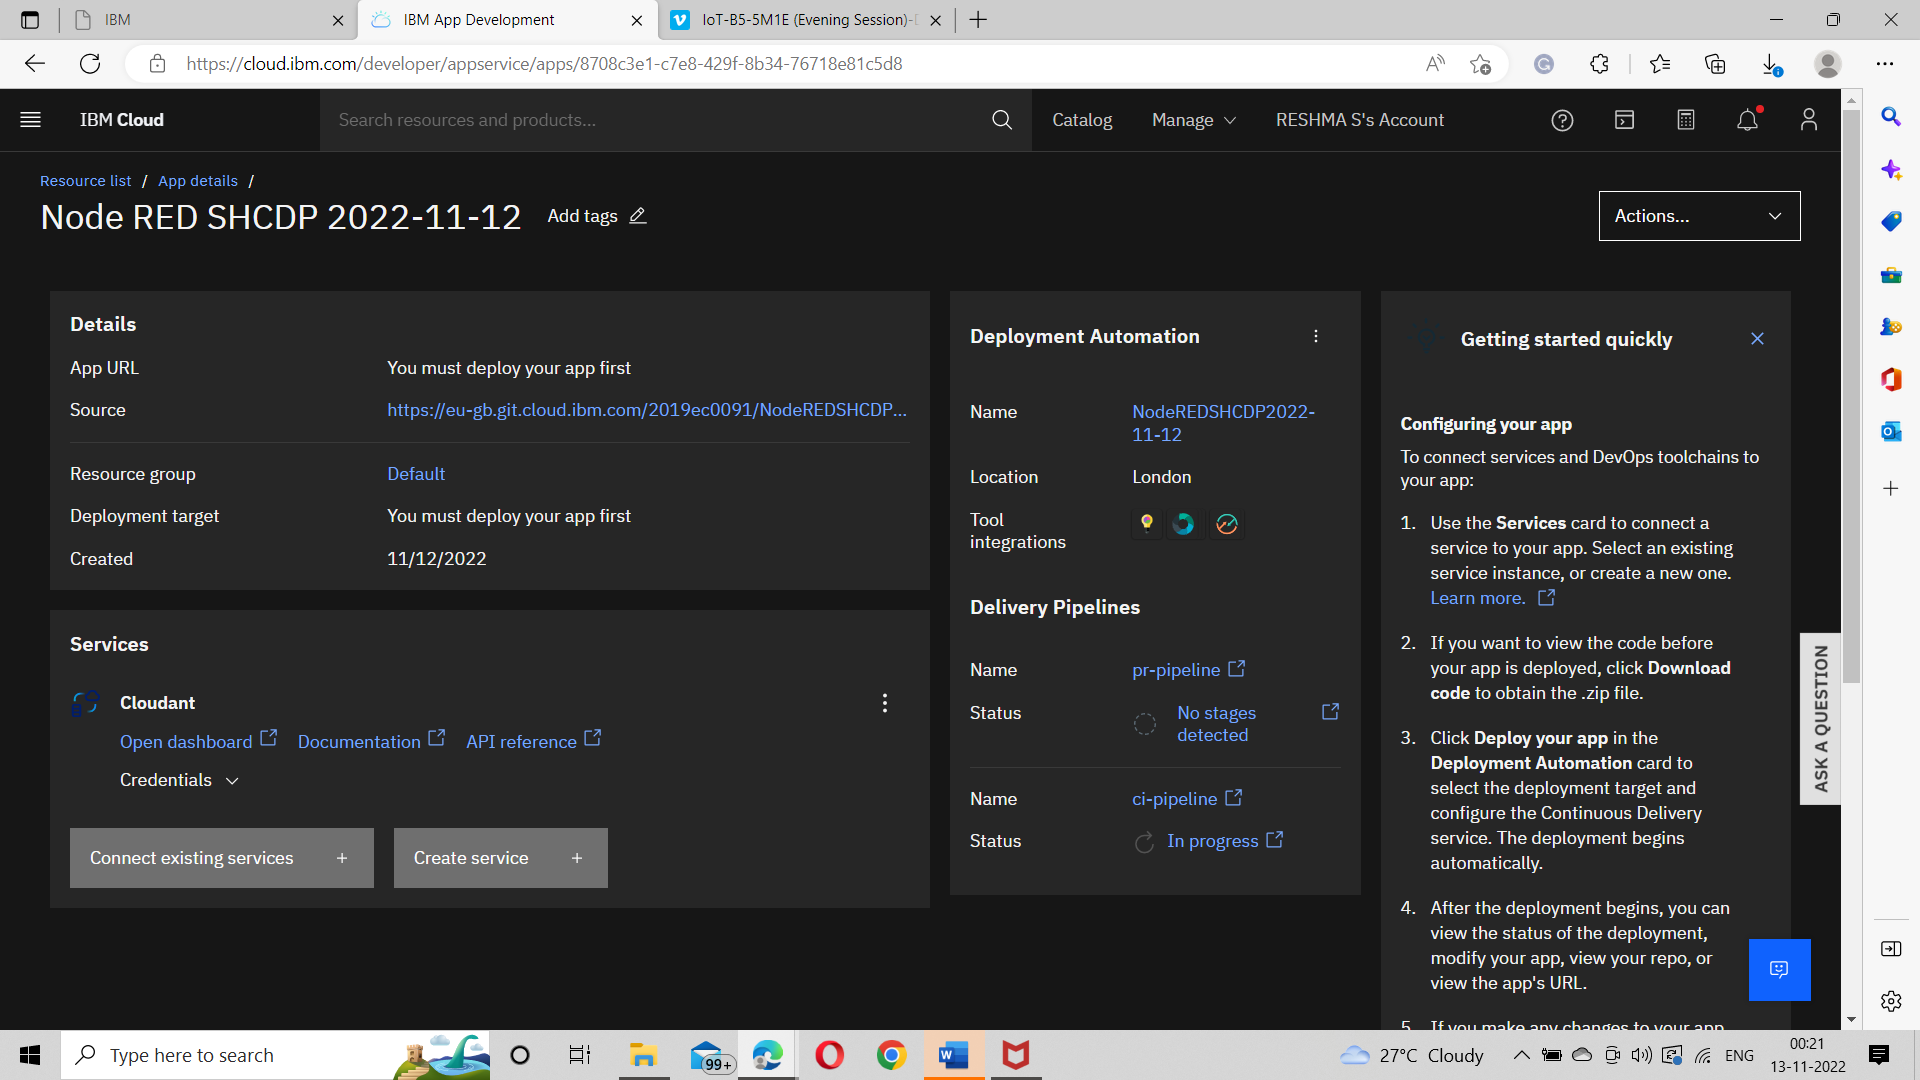 IBM
IBM App Development
IoT-B5-5M1E (Evening Session)-
https://cloud.ibm.com/developer/appservice/apps/8708c3e1-c7e8-429f-8b34-76718e81c5d8
IBM Cloud
Search resources and products...
Catalog
Manage
RESHMA S's Account
Resource list / App details /
Node RED SHCDP 2022-11-12
Add tags
Actions...
Details
App URL
You must deploy your app first
Source
https://eu-gb.git.cloud.ibm.com/2019ec0091/NodeREDSHCDP...
Resource group
Default
Deployment target
You must deploy your app first
Created
11/12/2022
Services
Cloudant
Open dashboard
Documentation
API reference
Credentials
Connect existing services +
Create service +
Deployment Automation
Name
NodeREDSHCDP2022-
11-12
Location
London
Tool
integrations
Delivery Pipelines
Name
pr-pipeline
Status
No stages
detected
Name
ci-pipeline
Status
In progress
Getting started quickly
Configuring your app
To connect services and DevOps toolchains to
your app:
1. Use the Services card to connect a
service to your app. Select an existing
service instance, or create a new one.
Learn more.
2. If you want to view the code before
your app is deployed, click Download
code to obtain the .zip file.
3. Click Deploy your app in the
Deployment Automation card to
select the deployment target and
configure the Continuous Delivery
service. The deployment begins
automatically.
4. After the deployment begins, you can
view the status of the deployment,
modify your app, view your repo, or
view the app's URL.
5. If you make any changes to your app
ASK A QUESTION
Type here to search
99+
27°C Cloudy
ENG
00:21
13-11-2022